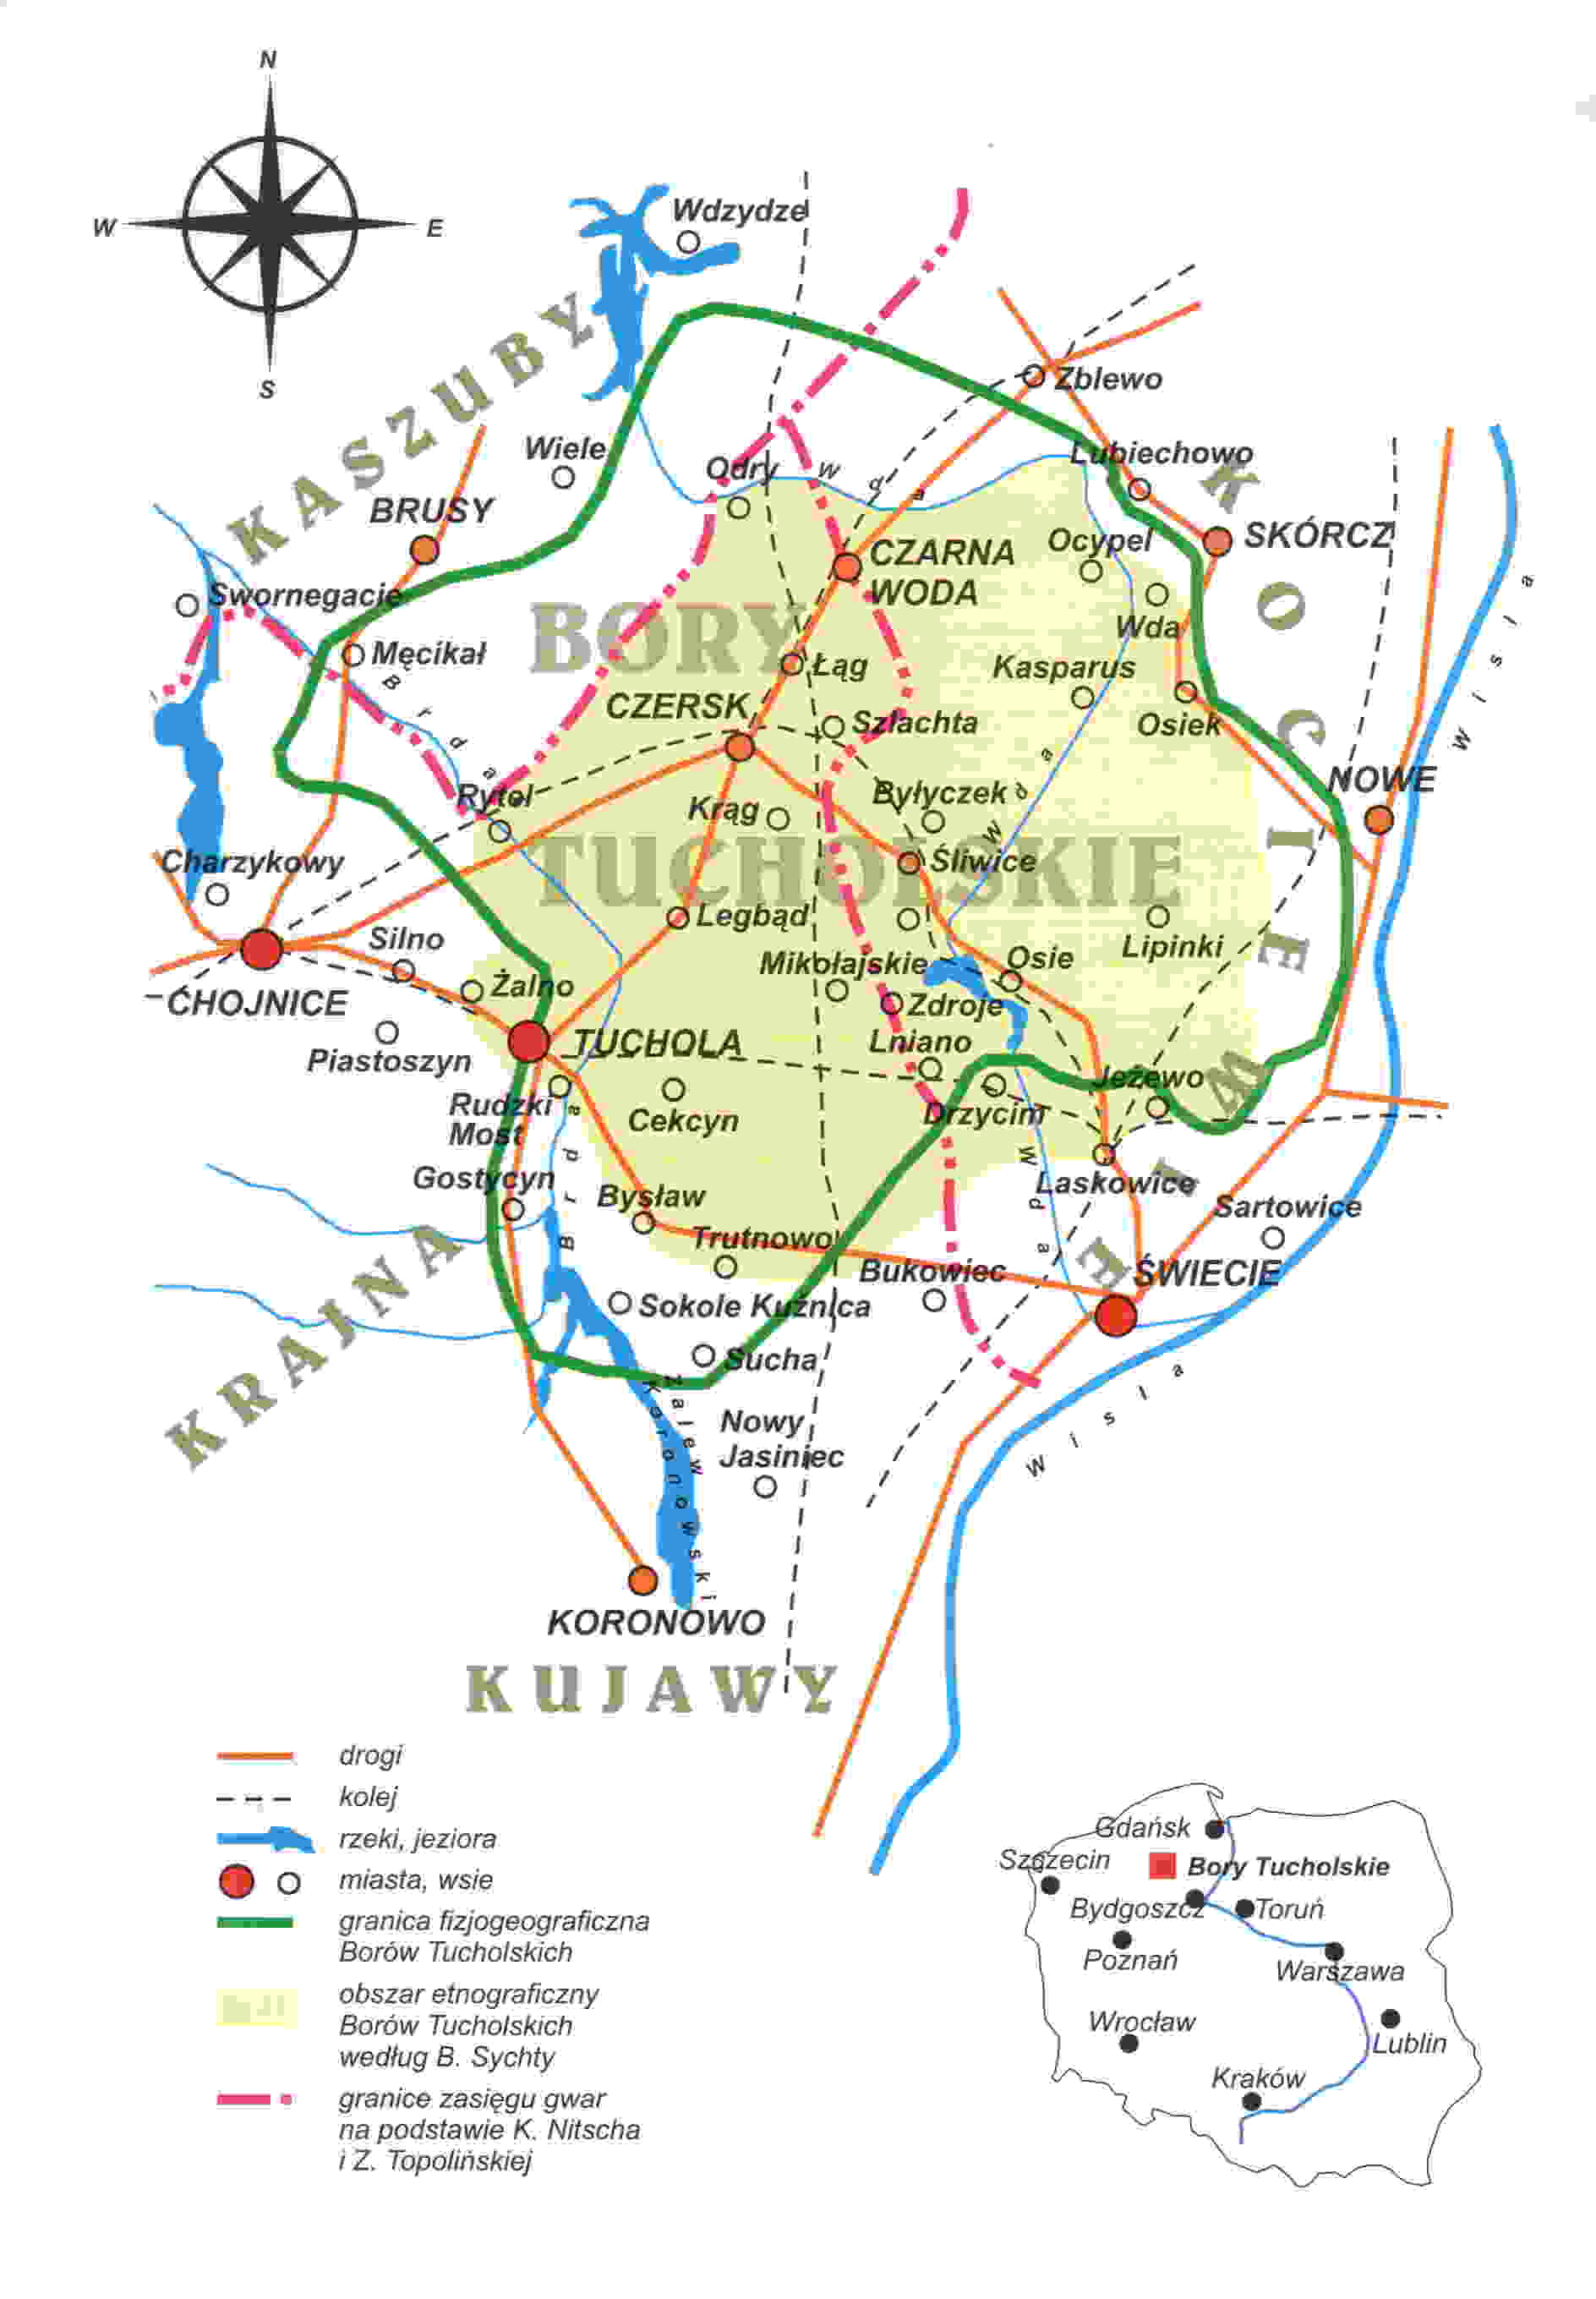 N
W
E
S
Wdzydze
KASZUBY
Zblewo
Wiele
Odry
Wda
Lubiechowo
BRUSY
KOCIEWIE
SKÓRCZ
CZARNA
WODA
Ocypel
Swornegacie
Wda
BORY
Męcikał
Brda
Łąg
Kasparus
CZERSK
Szlachta
Osiek
Wisła
Wda
NOWE
Rytel
Krąg
Byłyczek
TUCHOLSKIE
Charzykowy
Śliwice
Legbąd
Lipinki
Silno
Mikołajskie
Osie
Żalno
CHOJNICE
Zdroje
Piastoszyn
TUCHOLA
Lniano
Jeżewo
Rudzki
Most
Brda
Cekcyn
Drzycim
Wda
Gostycyn
Bysław
Laskowice
Sartowice
KRAJNA
Trutnowo
Bukowiec
ŚWIECIE
Sokole Kuźnica
Sucha
Zalew
Koronowski
Wisła
Nowy
Jasiniec
KORONOWO
KUJAWY
drogi
kolej
rzeki, jeziora
miasta, wsie
granica fizjogeograficzna
Borów Tucholskich
obszar etnograficzny
Borów Tucholskich
według B. Sychty
granice zasięgu gwar
na podstawie K. Nitscha
i Z. Topolińskiej
Gdańsk
Szczecin
Bory Tucholskie
Bydgoszcz
Toruń
Poznań
Warszawa
Wrocław
Lublin
Kraków